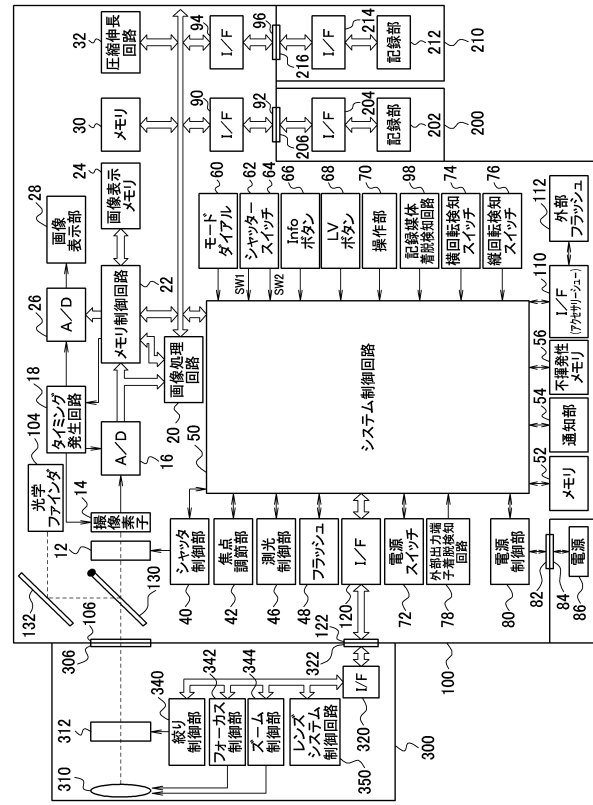 32
圧縮伸長
回路
94
I/F
96
216
I/F
214
記録部
212
210
30
メモリ
90
I/F
92
206
I/F
204
記録部
202
200
24
画像表示
メモリ
28
画像
表示部
26
A/D
22
メモリ制御回路
18
タイミング
発生回路
104
光学
ファインダ
14
撮像素子
A/D
16
画像処理
回路
20
12
132
130
106
306
312
310
60
モード
ダイアル
62
シャッター
スイッチ
64
SW1
SW2
66
Info
ボタン
68
LV
ボタン
70
操作部
98
記録媒体
着脱検知回路
74
横回転検知
スイッチ
76
縦回転検知
スイッチ
112
外部
フラッシュ
110
I/F
(アクセサリーシュー)
56
不揮発性
メモリ
54
通知部
52
メモリ
50
システム制御回路
シャッタ
制御部
40
焦点
調節部
42
測光
制御部
46
フラッシュ
48
I/F
120
電源
スイッチ
72
外部出力端
子着脱検知
回路
78
電源
制御部
80
82
84
電源
86
122
322
100
340
絞り
制御部
342
フォーカス
制御部
344
ズーム
制御部
レンズ
システム
制御回路
350
I/F
320
300